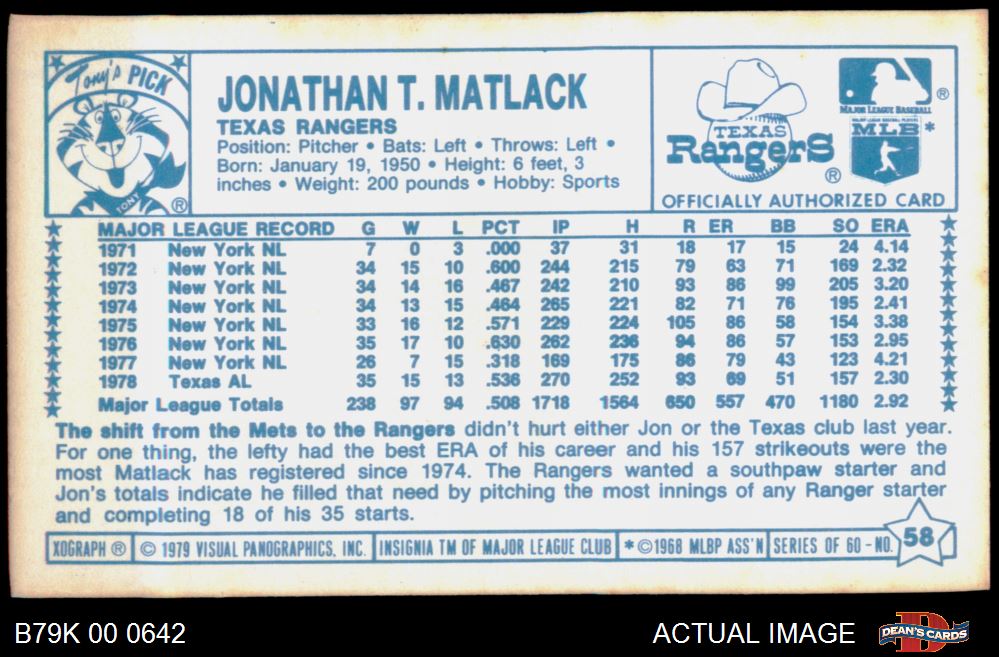 Tony's PICK
TONY
®
JONATHAN T. MATLACK
TEXAS RANGERS
Position: Pitcher • Bats: Left • Throws: Left •
Born: January 19, 1950 • Height: 6 feet, 3
inches • Weight: 200 pounds • Hobby: Sports
TEXAS
RangerS
®
®
MAJOR LEAGUE BASEBALL
MAJOR LEAGUE BASEBALL PLAYERS
MLB*
OFFICIALLY AUTHORIZED CARD
MAJOR LEAGUE RECORD G W L PCT IP H R ER BB SO ERA
1971 New York NL 7 0 3 .000 37 31 18 17 15 24 4.14
1972 New York NL 34 15 10 .600 244 215 79 63 71 169 2.32
1973 New York NL 34 14 16 .467 242 210 93 86 99 205 3.20
1974 New York NL 34 13 15 .464 265 221 82 71 76 195 2.41
1975 New York NL 33 16 12 .571 229 224 105 86 58 154 3.38
1976 New York NL 35 17 10 .630 262 236 94 86 57 153 2.95
1977 New York NL 26 7 15 .318 169 175 86 79 43 123 4.21
1978 Texas AL 35 15 13 .536 270 252 93 69 51 157 2.30
Major League Totals 238 97 94 .508 1718 1564 650 557 470 1180 2.92
The shift from the Mets to the Rangers didn't hurt either Jon or the Texas club last year.
For one thing, the lefty had the best ERA of his career and his 157 strikeouts were the
most Matlack has registered since 1974. The Rangers wanted a southpaw starter and
Jon's totals indicate he filled that need by pitching the most innings of any Ranger starter
and completing 18 of his 35 starts.
XOGRAPH ® © 1979 VISUAL PANOGRAPHICS, INC. INSIGNIA TM OF MAJOR LEAGUE CLUB *©1968 MLBP ASS'N SERIES OF 60 - NO. 58
B79K 00 0642
ACTUAL IMAGE
D
DEAN'S CARDS